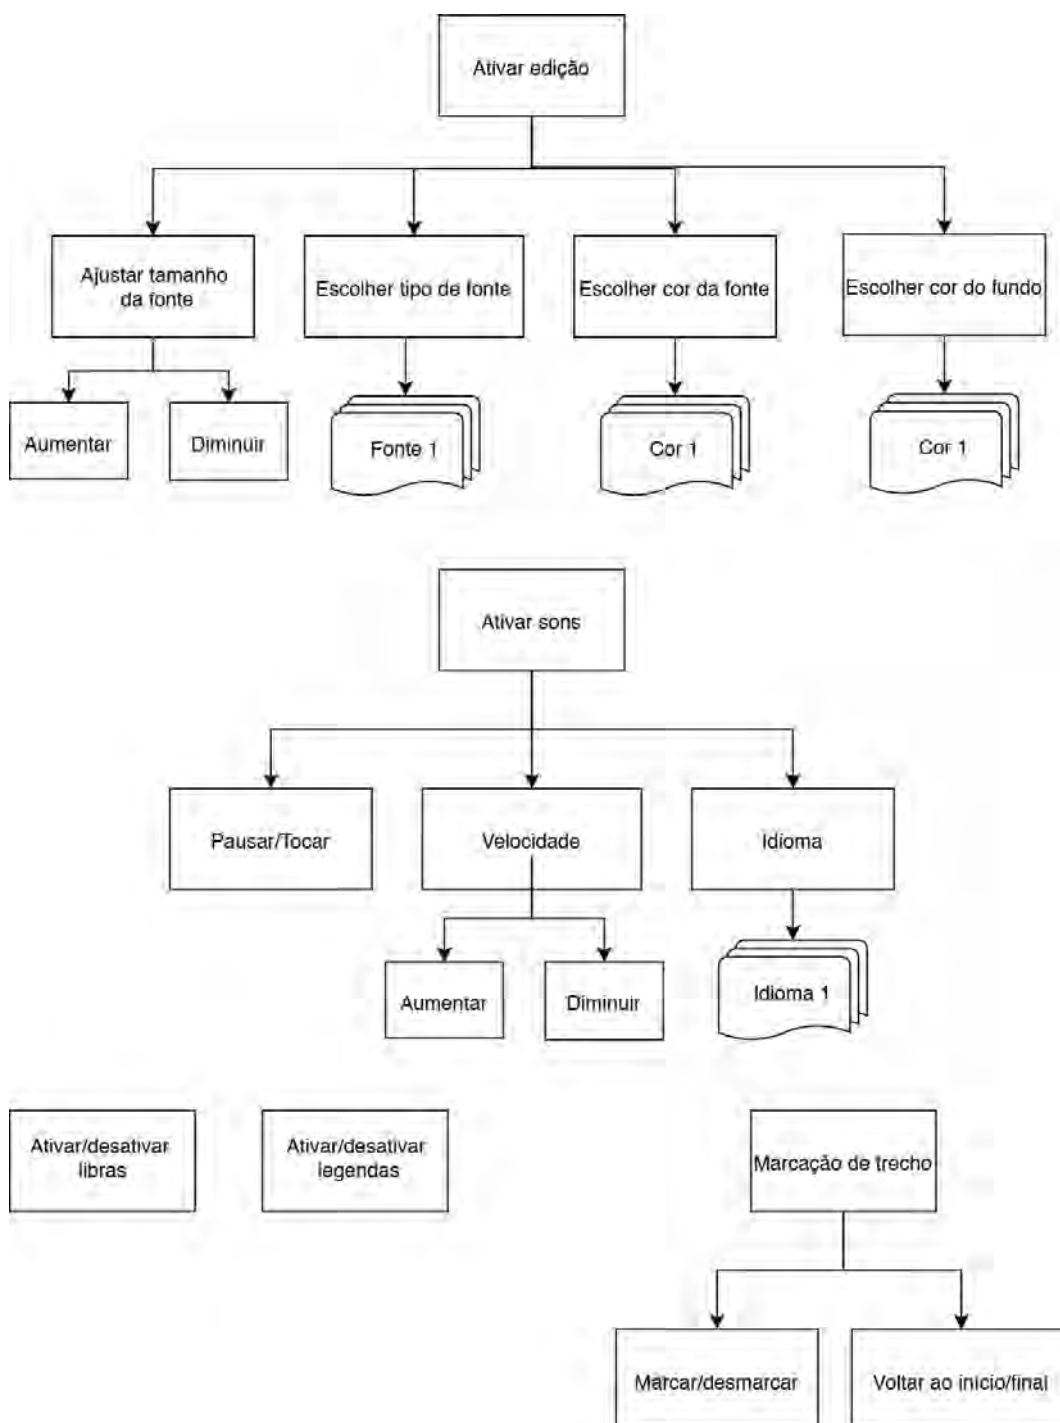 Ativar edição
Ajustar tamanho
da fonte
Escolher tipo de fonte
Escolher cor da fonte
Escolher cor do fundo
Aumentar
Diminuir
Fonte 1
Cor 1
Cor 1
Ativar sons
Pausar/Tocar
Velocidade
Idioma
Aumentar
Diminuir
Idioma 1
Ativar/desativar
libras
Ativar/desativar
legendas
Marcação de trecho
Marcar/desmarcar
Voltar ao início/final